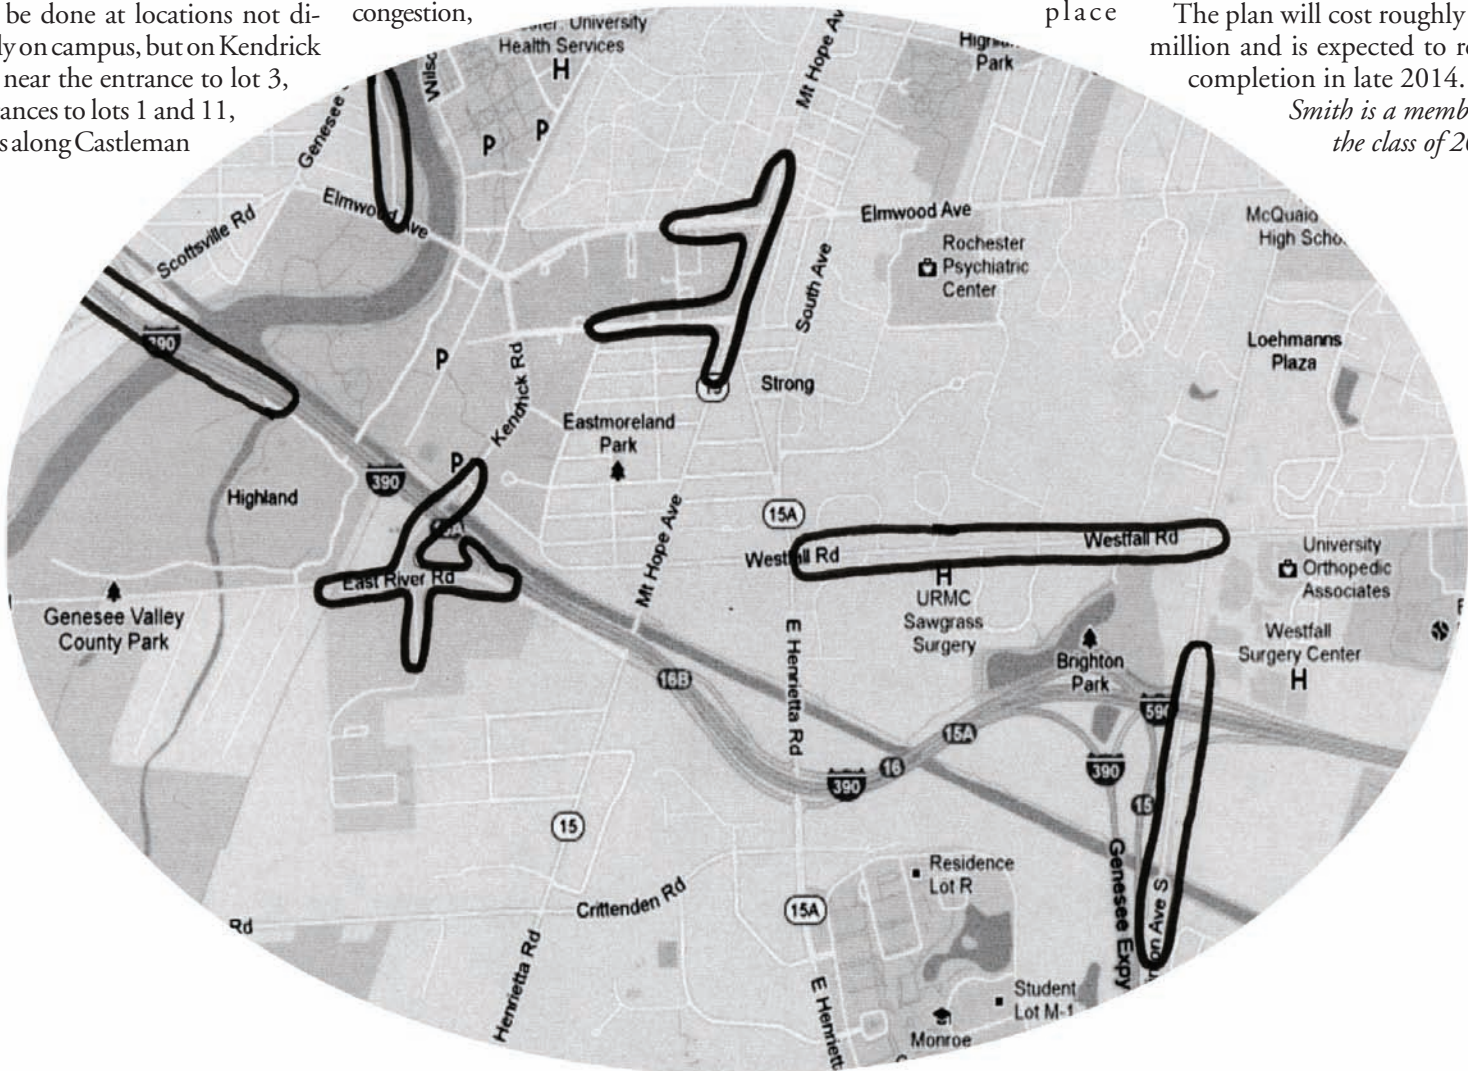 be done at locations not di-
on campus, but on Kendrick
near the entrance to lot 3,
to lots 1 and 11,
along Castleman
congestion,
place
The plan will cost roughly
million and is expected to
completion in late 2014.
Smith is a
the class of
University
Health Services
H
Mt Hope
Park
Genesee
P
P
Elmwood Ave
Scottsville Rd
Elmwood Ave
Rochester
Psychiatric
Center
High
South Ave
390
P
Kendrick Rd
Loehmanns
Plaza
Strong
Eastmoreland
Park
P
390
Highland
Mt Hope Ave
15A
Westfall Rd
Westfall Rd
East River Rd
University
Orthopedic
Associates
H
URMC
Sawgrass
Surgery
Genesee Valley
County Park
Westfall
Surgery Center
H
Brighton
Park
E Henrietta Rd
16B
15A
16
390
390
15
15
Genesee Expy
Ave S
Residence
Lot R
Crittenden Rd
15A
Rd
Henrietta Rd
E
Student
Lot M-1
Monroe